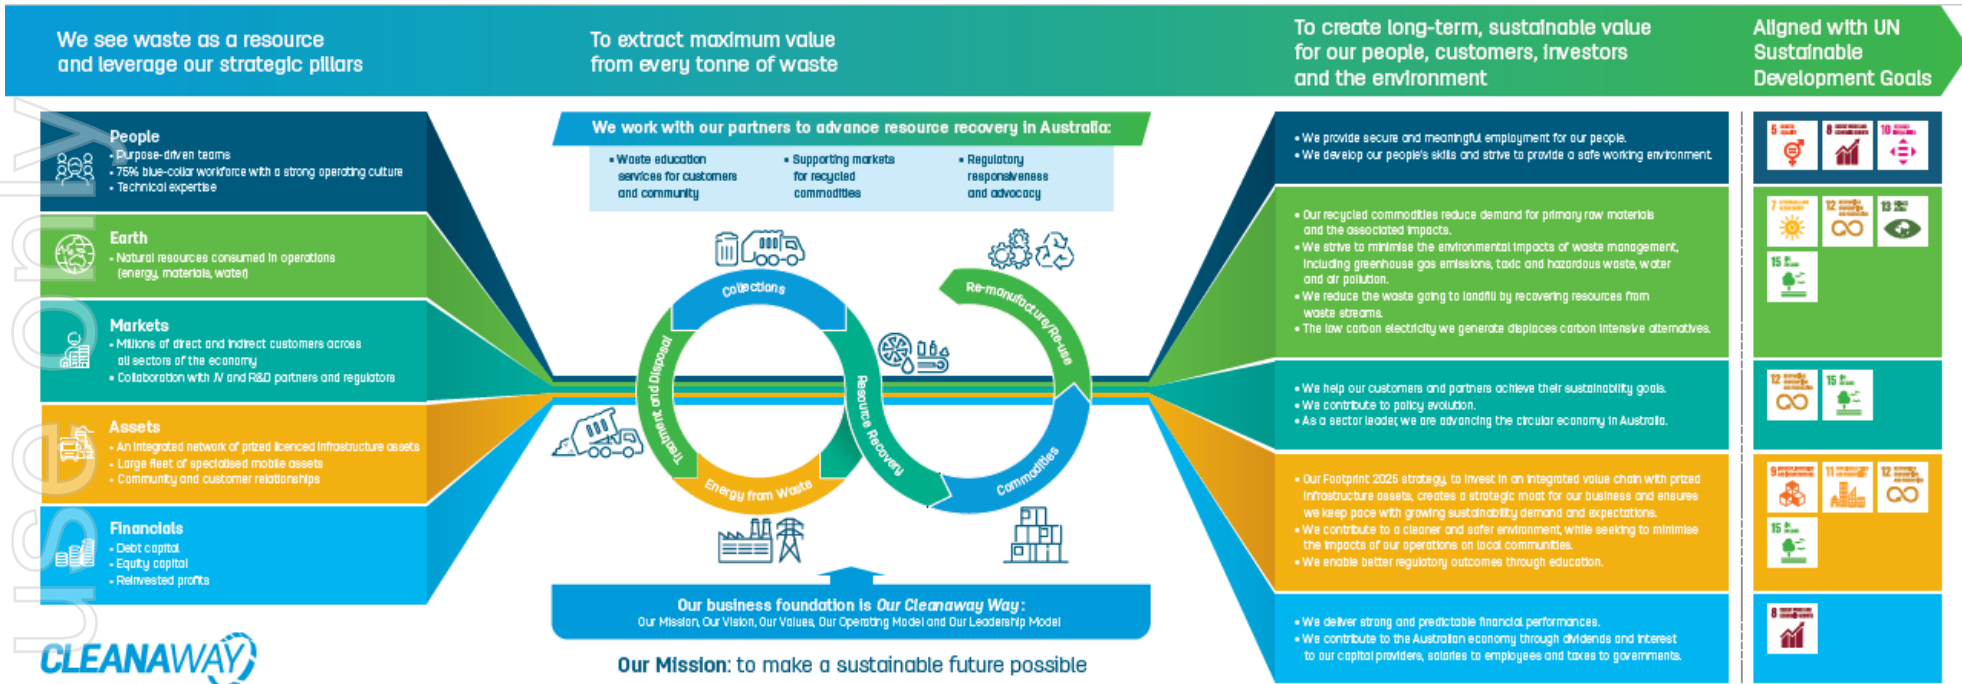 We see waste as a resource
and leverage our strategic pillars
To extract maximum value
from every tonne of waste
To create long-term, sustainable value
for our people, customers, investors
and the environment
Aligned with UN
Sustainable
Development Goals
use only
People
• Purpose-driven teams
• 75% blue-collar workforce with a strong operating culture
• Technical expertise
Earth
• Natural resources consumed in operations
(energy, materials, water)
Markets
• Millions of direct and indirect customers across
all sectors of the economy
• Collaboration with JV and R&D partners and regulators
Assets
• An integrated network of prized licenced infrastructure assets
• Large fleet of specialised mobile assets
• Community and customer relationships
Financials
• Debt capital
• Equity capital
• Reinvested profits
CLEANAWAY
We work with our partners to advance resource recovery in Australia:
• Waste education
services for customers
and community
• Supporting markets
for recycled
commodities
• Regulatory
responsiveness
and advocacy
Collections
Re-manufacture/Re-use
Treatment and Disposal
Resource Recovery
Energy from Waste
Commodities
Our business foundation is Our Cleanaway Way:
Our Mission, Our Vision, Our Values, Our Operating Model and Our Leadership Model
Our Mission: to make a sustainable future possible
• We provide secure and meaningful employment for our people.
• We develop our people's skills and strive to provide a safe working environment.
• Our recycled commodities reduce demand for primary raw materials
and the associated impacts.
• We strive to minimise the environmental impacts of waste management,
including greenhouse gas emissions, toxic and hazardous waste, water
and air pollution.
• We reduce the waste going to landfill by recovering resources from
waste streams.
• The low carbon electricity we generate displaces carbon intensive alternatives.
• We help our customers and partners achieve their sustainability goals.
• We contribute to policy evolution.
• As a sector leader, we are advancing the circular economy in Australia.
• Our Footprint 2025 strategy, to invest in an integrated value chain with prized
infrastructure assets, creates a strategic moat for our business and ensures
we keep pace with growing sustainability demand and expectations.
• We contribute to a cleaner and safer environment, while seeking to minimise
the impacts of our operations on local communities.
• We enable better regulatory outcomes through education.
• We deliver strong and predictable financial performances.
• We contribute to the Australian economy through dividends and interest
to our capital providers, salaries to employees and taxes to governments.
5
8
10
7
12
13
15
12
15
9
11
12
15
8